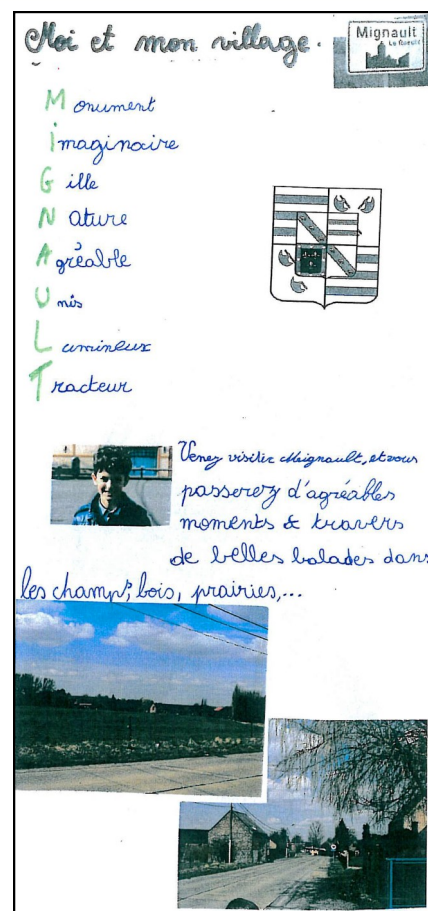 Moi et mon village.
Mignault
Le Roeulx
Monument
imaginaire
Gille
Nature
Agréable
Unis
Lumineux
Tracteur
Venez visiter Meignault, et vous
passerez d'agréables
moments à travers
de belles balades dans
les champs, bois, prairies,...